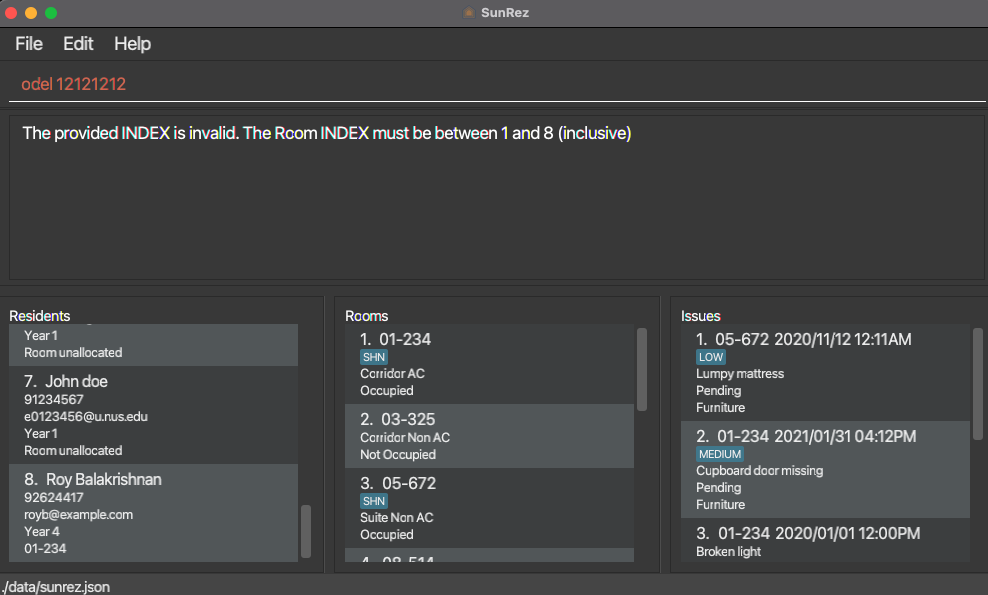 SunRez
File Edit Help
odel 12121212
The provided INDEX is invalid. The Room INDEX must be between 1 and 8 (inclusive)
Residents
Year 1
Room unallocated
7. John doe
91234567
e0123456@u.nus.edu
Year 1
Room unallocated
8. Roy Balakrishnan
92624417
royb@example.com
Year 4
01-234
Rooms
1. 01-234
SHN
Corridor AC
Occupied
2. 03-325
Corridor Non AC
Not Occupied
3. 05-672
SHN
Suite Non AC
Occupied
4. 08-514
Issues
1. 05-672 2020/11/12 12:11AM
LOW
Lumpy mattress
Pending
Furniture
2. 01-234 2021/01/31 04:12PM
MEDIUM
Cupboard door missing
Pending
Furniture
3. 01-234 2020/01/01 12:00PM
Broken light
./data/sunrez.json